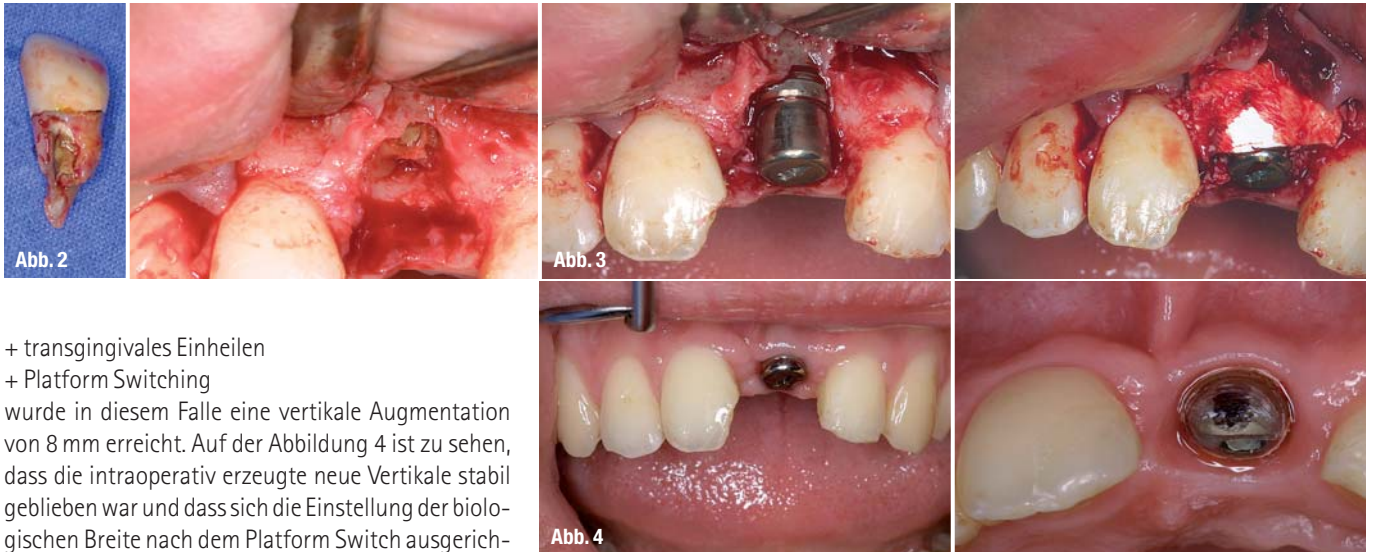 Abb. 2
Abb. 3
+ transgingivales Einheilen
+ Platform Switching
wurde in diesem Falle eine vertikale Augmentation
von 8 mm erreicht. Auf der Abbildung 4 ist zu sehen,
dass die intraoperativ erzeugte neue Vertikale stabil
geblieben war und dass sich die Einstellung der biolo-
gischen Breite nach dem Platform Switch ausgerich-
Abb. 4